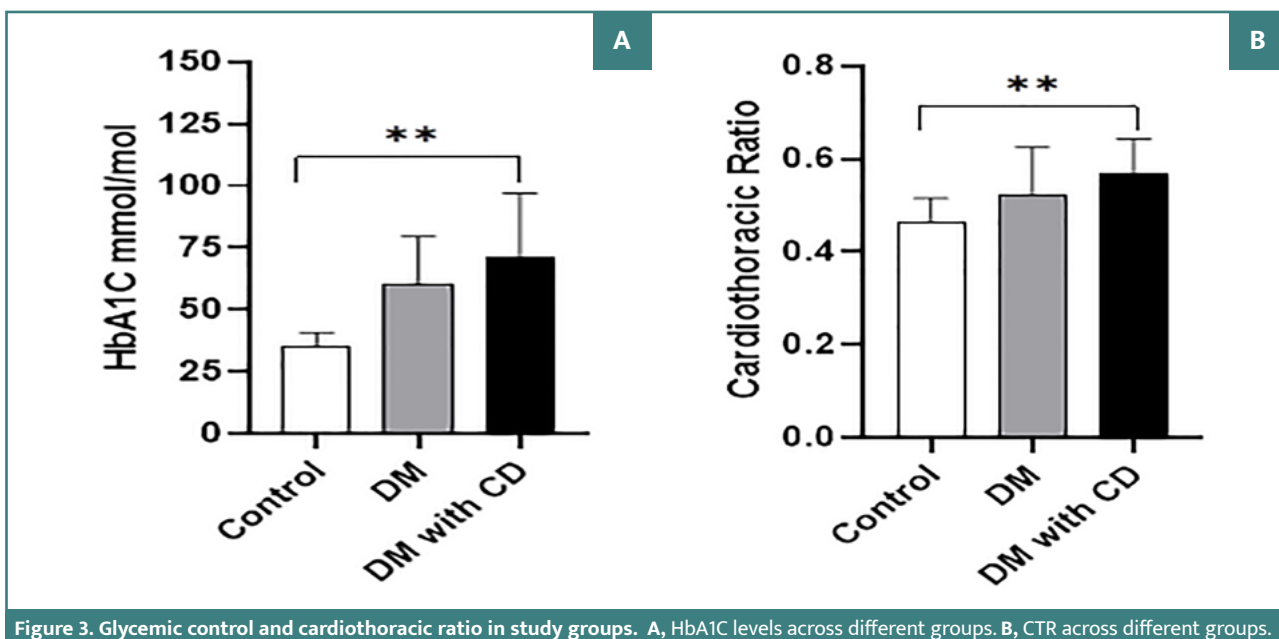 A
HbA1C mmol/mol
150
125
100
75
50
25
0
**
Control
DM
DM with CD
B
Cardiothoracic Ratio
0.8
0.6
0.4
0.2
0.0
**
Control
DM
DM with CD
Figure 3. Glycemic control and cardiothoracic ratio in study groups. A, HbA1C levels across different groups. B, CTR across different groups.